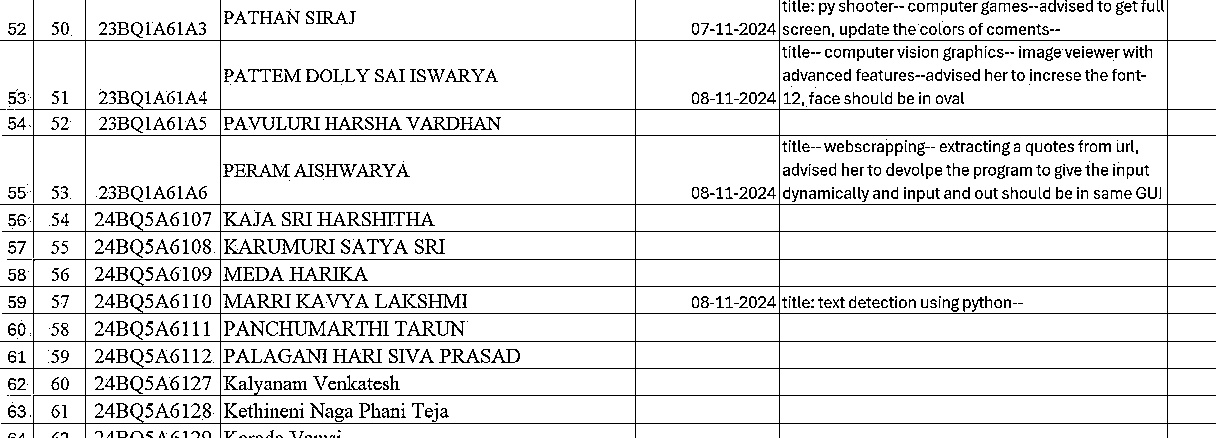 title: py shooter-- computer games--advised to get full
52 50 23BQ1A61A3 PATHAN SIRAJ 07-11-2024 screen, update the colors of coments--
title-- computer vision graphics-- image veiewer with
PATTEM DOLLY SAI ISWARYA advised features--advised her to increse the font-
53 51 23BQ1A61A4 08-11-2024 12, face should be in oval
54 52 23BQ1A61A5 PAVULURI HARSHA VARDHAN
title-- webscrapping-- extracting a quotes from url,
PERAM AISHWARYA advised her to devolpe the program to give the input
55 53 23BQ1A61A6 08-11-2024 dynamically and input and out should be in same GUI
56 54 24BQ5A6107 KAJA SRI HARSHITHA
57 55 24BQ5A6108 KARUMURI SATYA SRI
58 56 24BQ5A6109 MEDA HARIKA
59 57 24BQ5A6110 MARRI KAVYA LAKSHMI 08-11-2024 title: text detection using python--
60 58 24BQ5A6111 PANCHUMARTHI TARUN
61 59 24BQ5A6112 PALAGANI HARI SIVA PRASAD
62 60 24BQ5A6127 Kalyanam Venkatesh
63 61 24BQ5A6128 Kethineni Naga Phani Teja